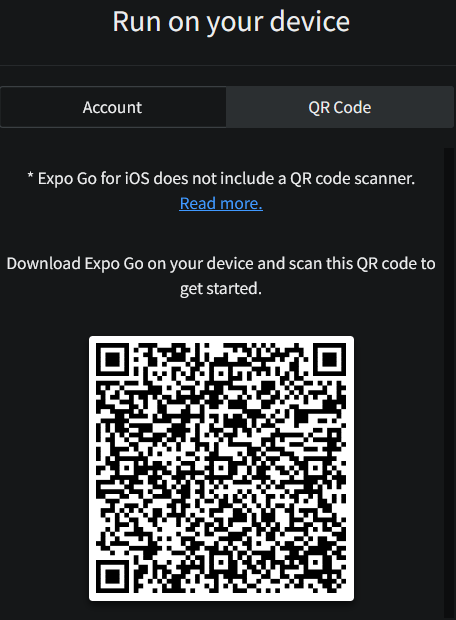 Run on your device
Account
QR Code
* Expo Go for iOS does not include a QR code scanner.
Read more.
Download Expo Go on your device and scan this QR code to
get started.